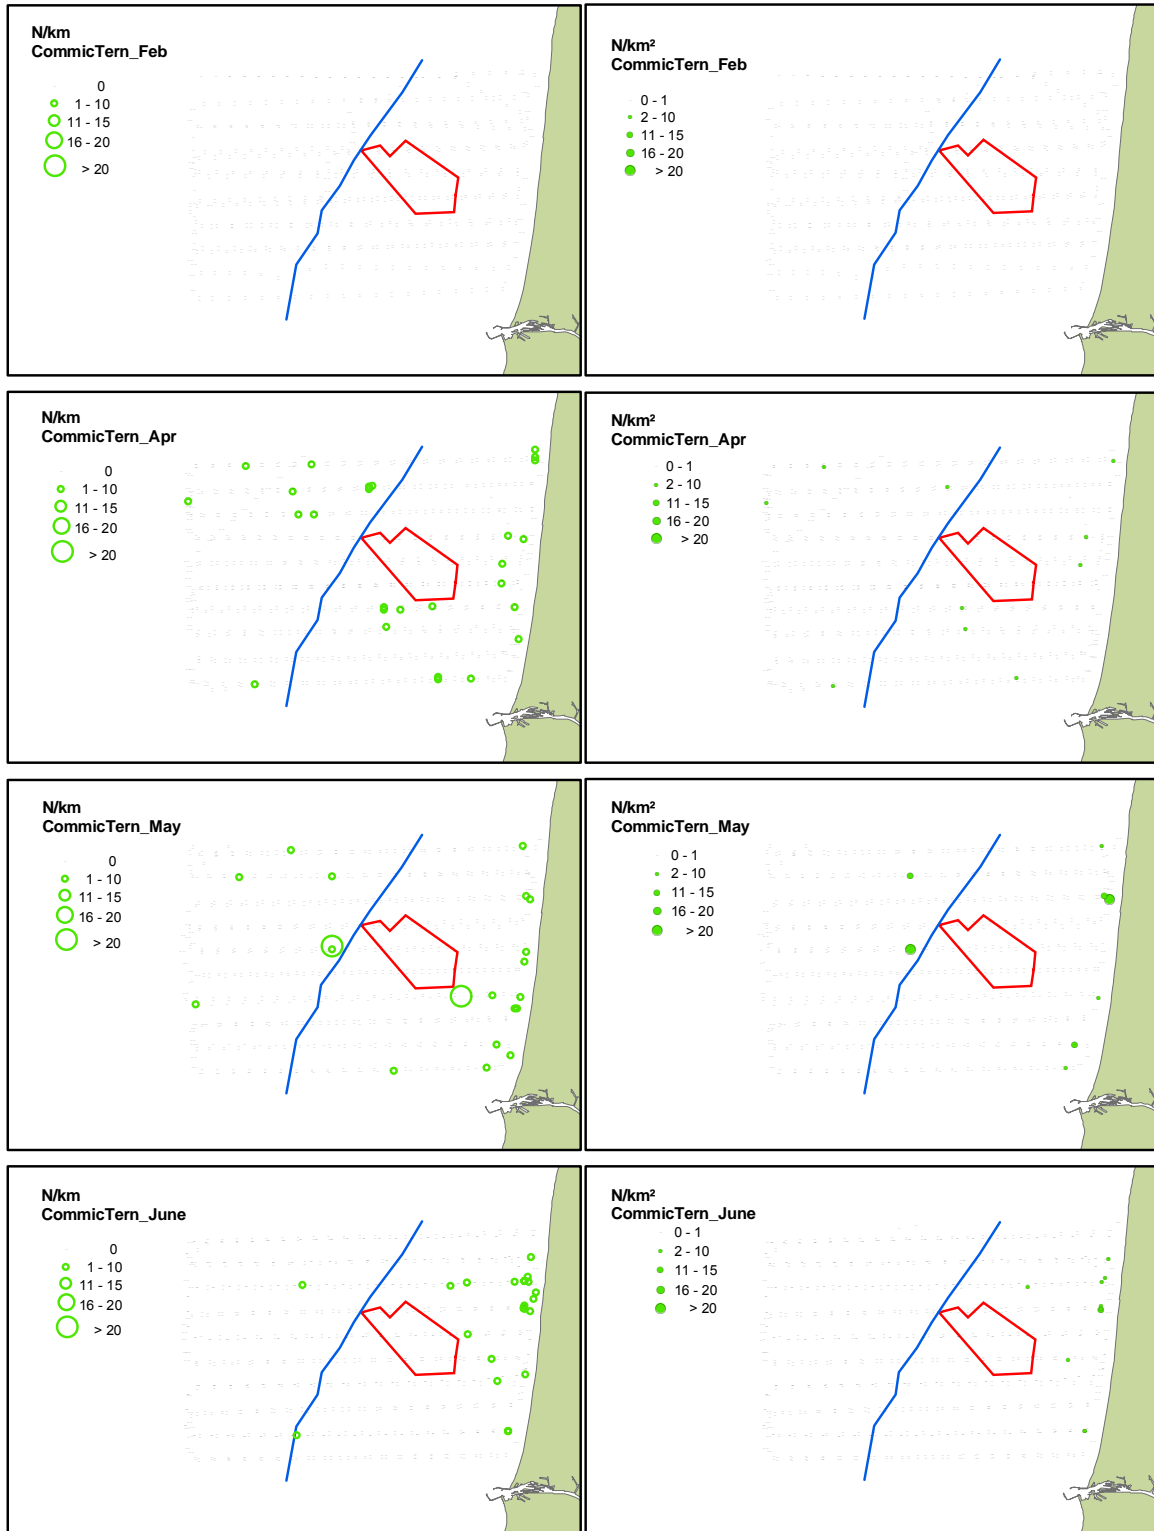 N/km
CommicTern_Feb
0
1 - 10
11 - 15
16 - 20
> 20
N/km²
CommicTern_Feb
0 - 1
2 - 10
11 - 15
16 - 20
> 20
N/km
CommicTern_Apr
0
1 - 10
11 - 15
16 - 20
> 20
N/km²
CommicTern_Apr
0 - 1
2 - 10
11 - 15
16 - 20
> 20
N/km
CommicTern_May
0
1 - 10
11 - 15
16 - 20
> 20
N/km²
CommicTern_May
0 - 1
2 - 10
11 - 15
16 - 20
> 20
N/km
CommicTern_June
0
1 - 10
11 - 15
16 - 20
> 20
N/km²
CommicTern_June
0 - 1
2 - 10
11 - 15
16 - 20
> 20